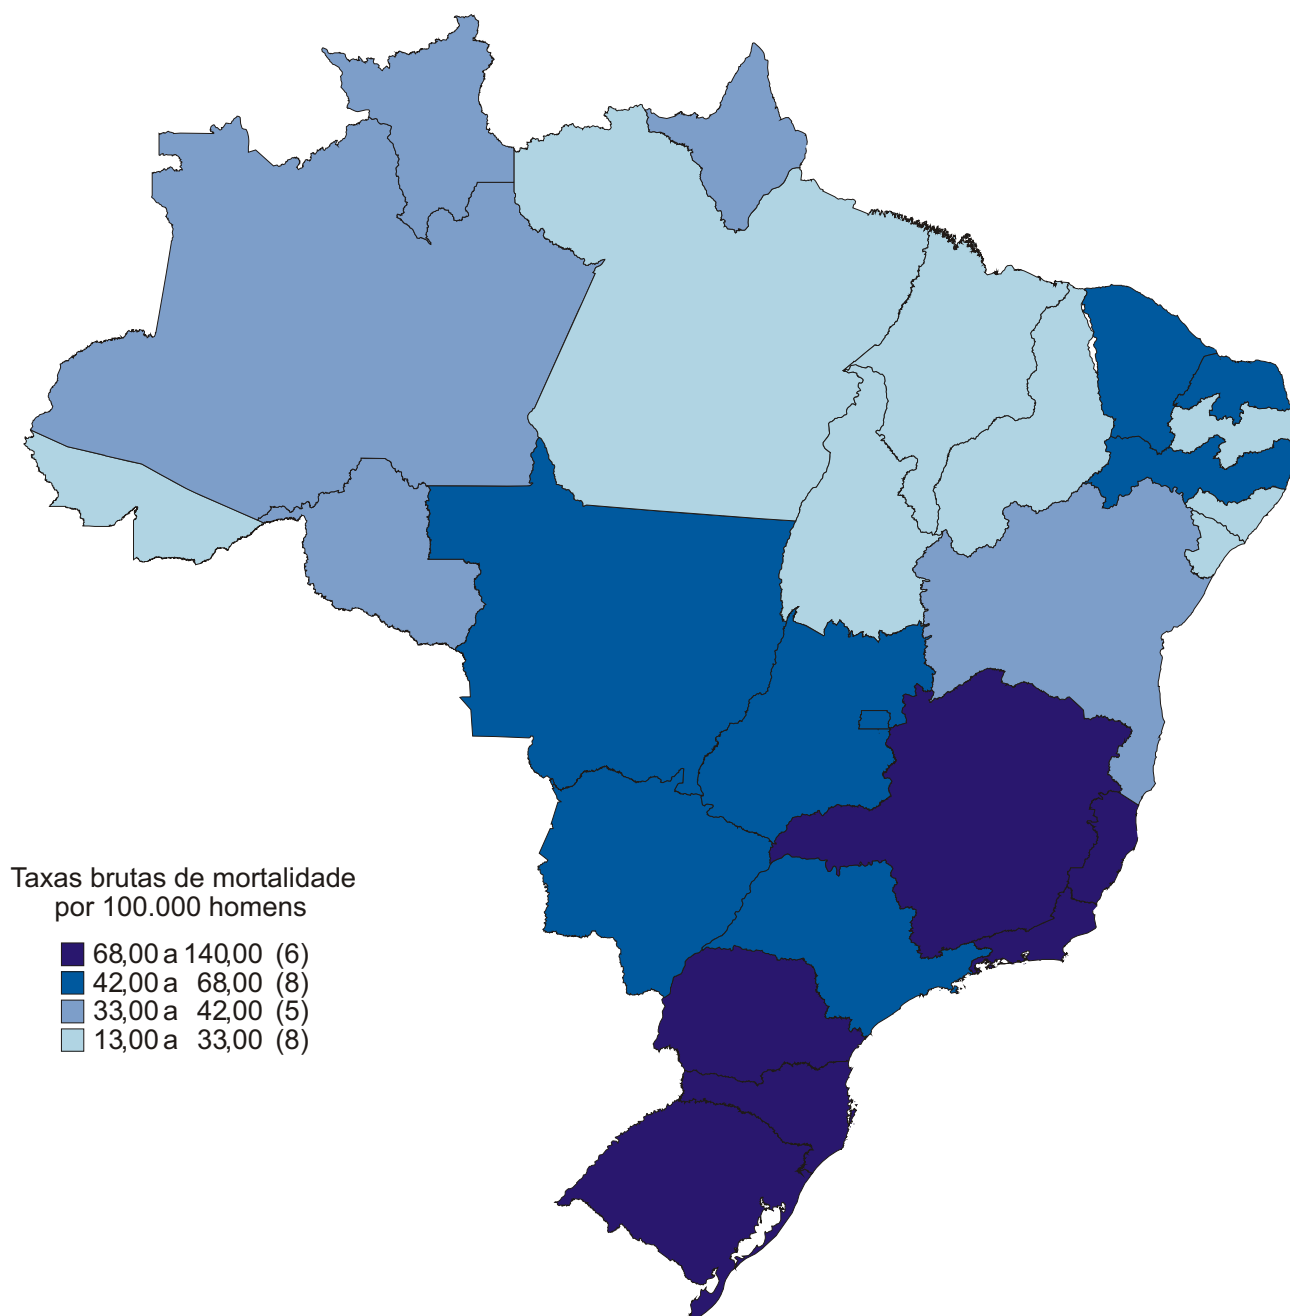 Taxas brutas de mortalidade
por 100.000 homens
68,00 a 140,00 (6)
42,00 a 68,00 (8)
33,00 a 42,00 (5)
13,00 a 33,00 (8)